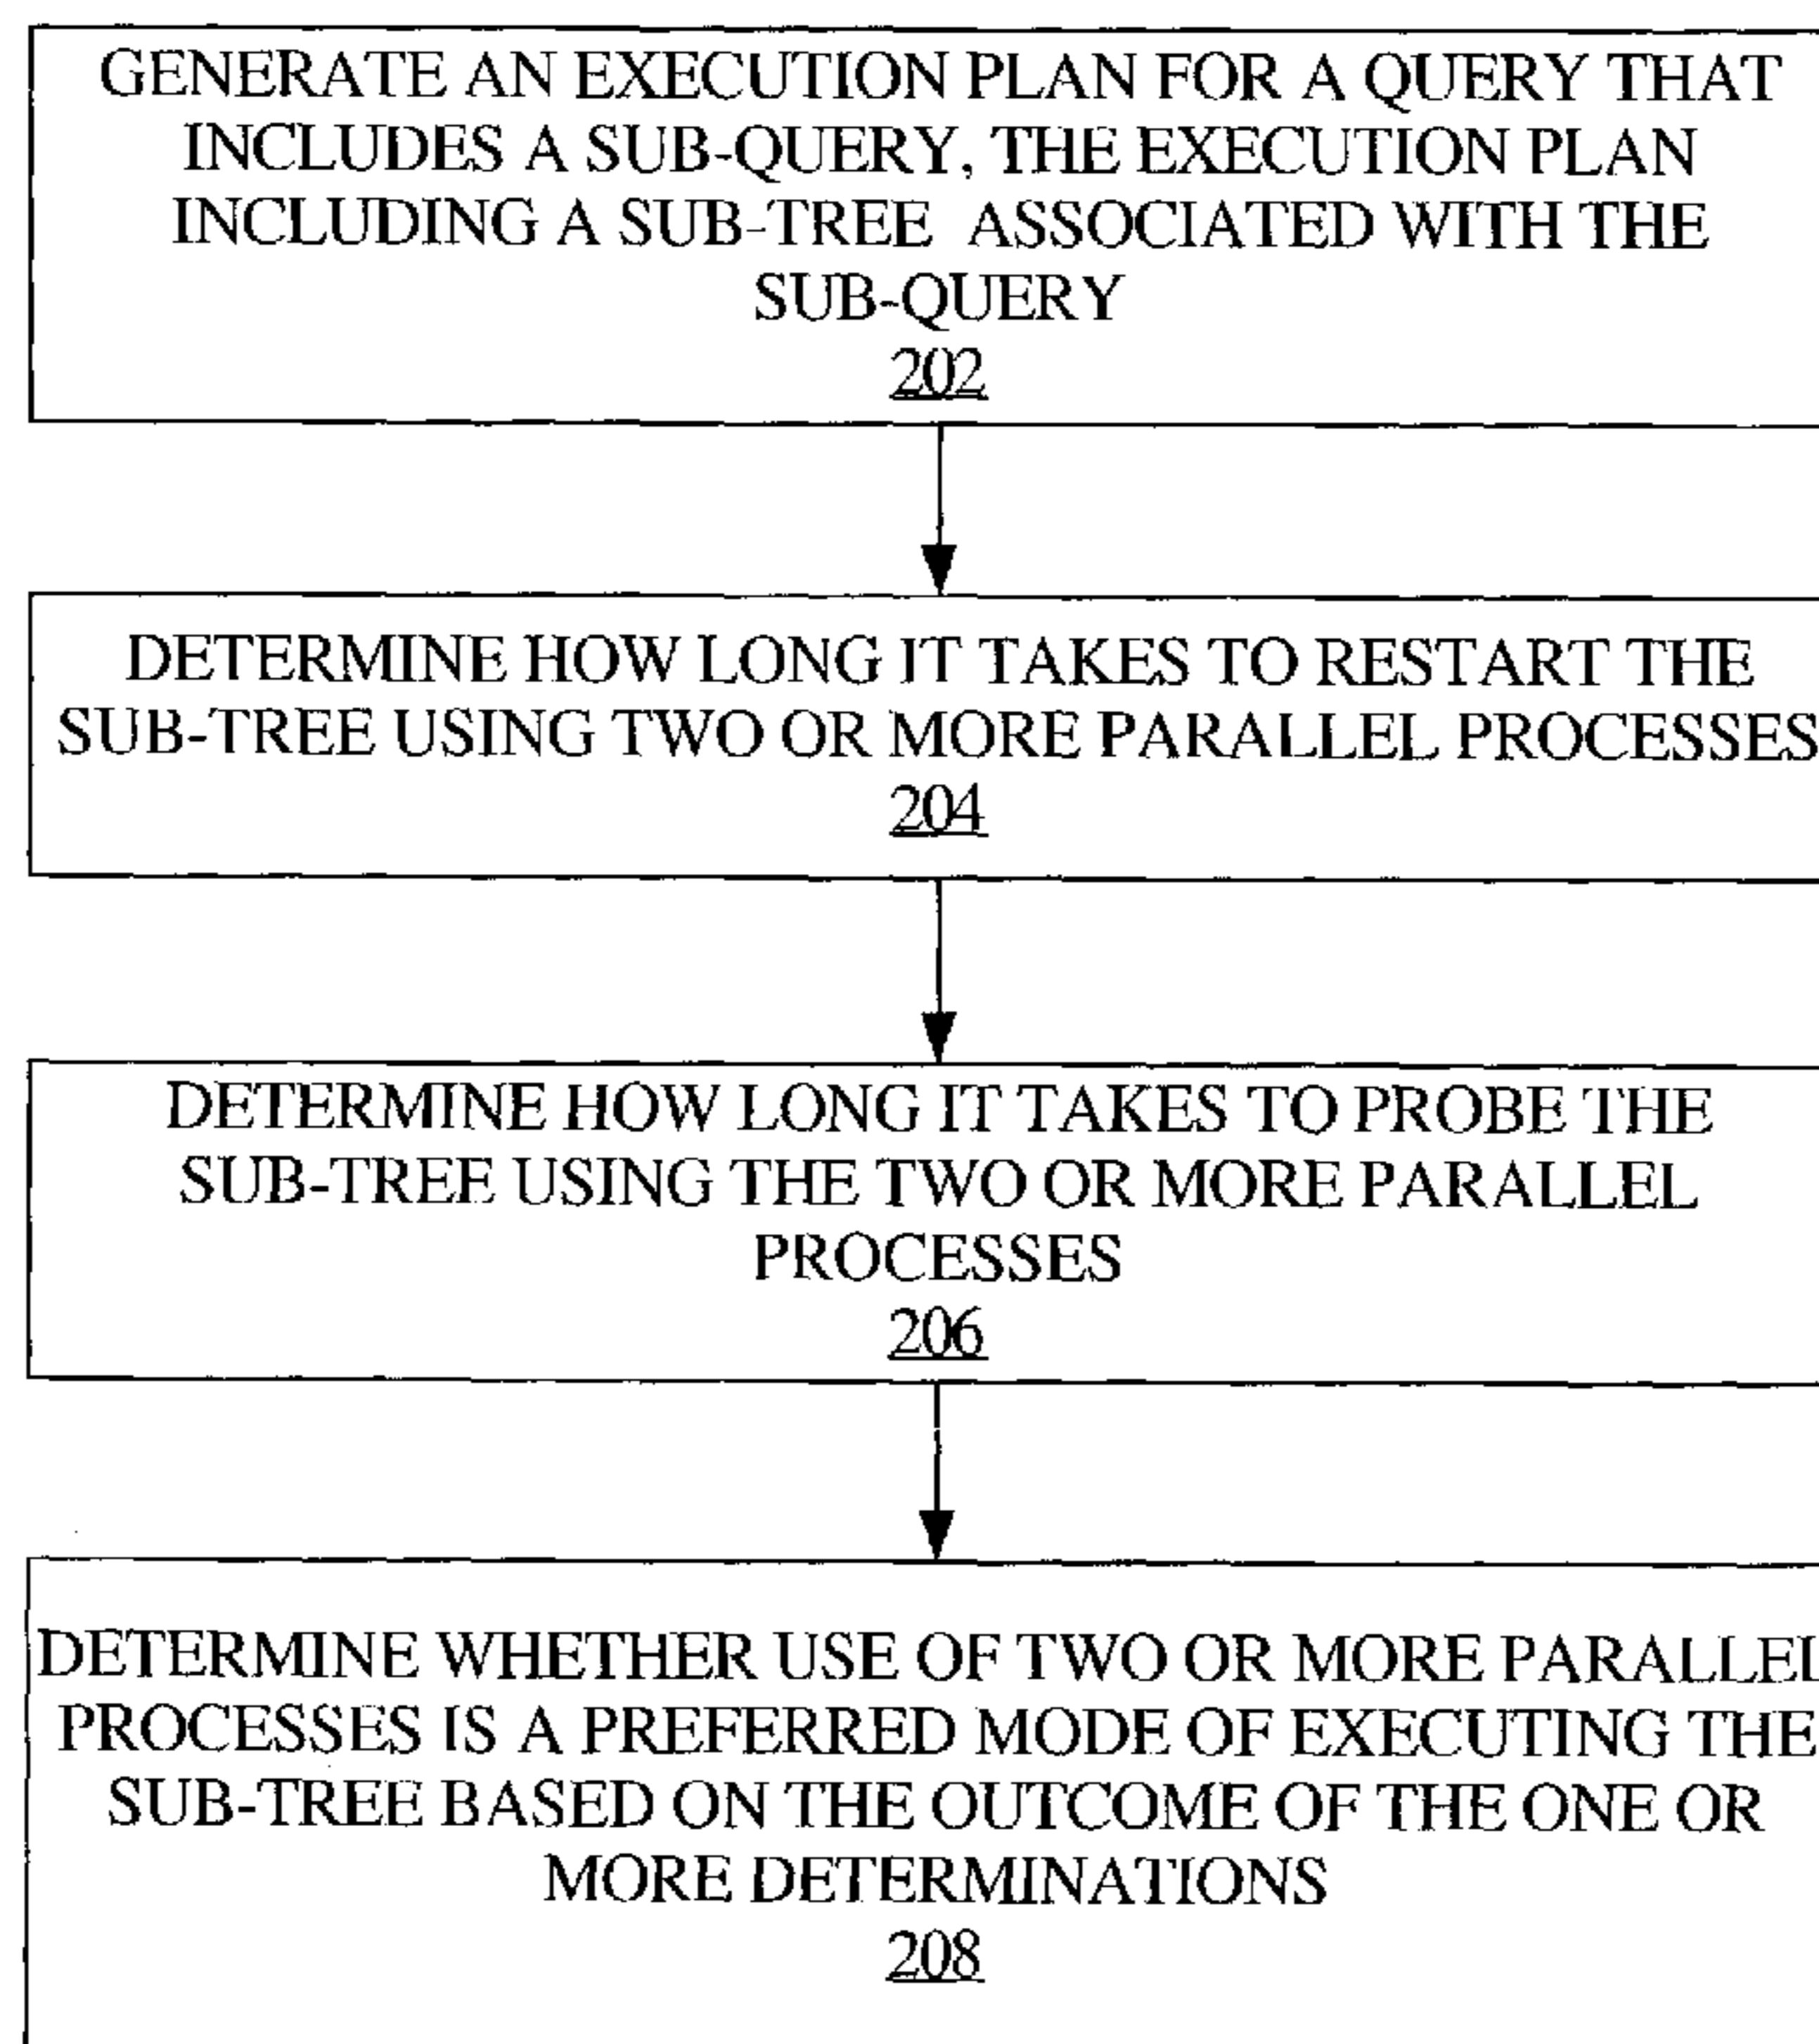 GENERATE AN EXECUTION PLAN FOR A QUERY THAT
INCLUDES A SUB-QUERY, THE EXECUTION PLAN
INCLUDING A SUB-TREE ASSOCIATED WITH THE
SUB-QUERY
202
DETERMINE HOW LONG IT TAKES TO RESTART THE
SUB-TREE USING TWO OR MORE PARALLEL PROCESSES
204
DETERMINE HOW LONG IT TAKES TO PROBE THE
SUB-TREE USING THE TWO OR MORE PARALLEL
PROCESSES
206
DETERMINE WHETHER USE OF TWO OR MORE PARALLEL
PROCESSES IS A PREFERRED MODE OF EXECUTING THE
SUB-TREE BASED ON THE OUTCOME OF THE ONE OR
MORE DETERMINATIONS
208